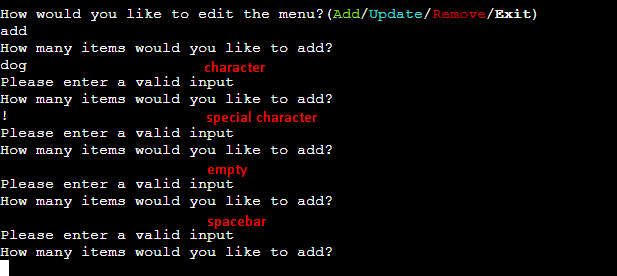 How would you like to edit the menu?(Add/Update/Remove/Exit)
add
How many items would you like to add?
dog
character
Please enter a valid input
How many items would you like to add?
!
special character
Please enter a valid input
How many items would you like to add?
empty
Please enter a valid input
How many items would you like to add?
spacebar
Please enter a valid input
How many items would you like to add?